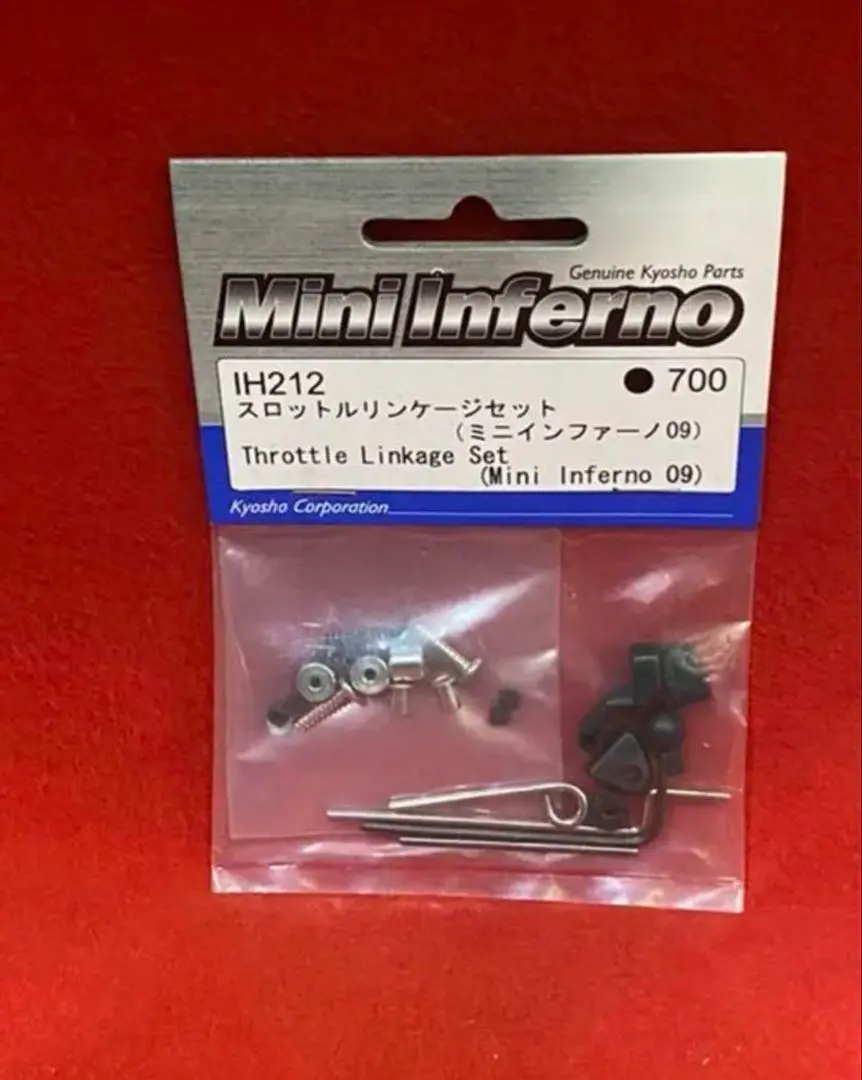 Genuine Kyosho Parts
Mini Inferno
IH212 ● 700
スロットルリンケージセット
(ミニインファーノ09)
Throttle Linkage Set
(Mini Inferno 09)
Kyosho Corporation